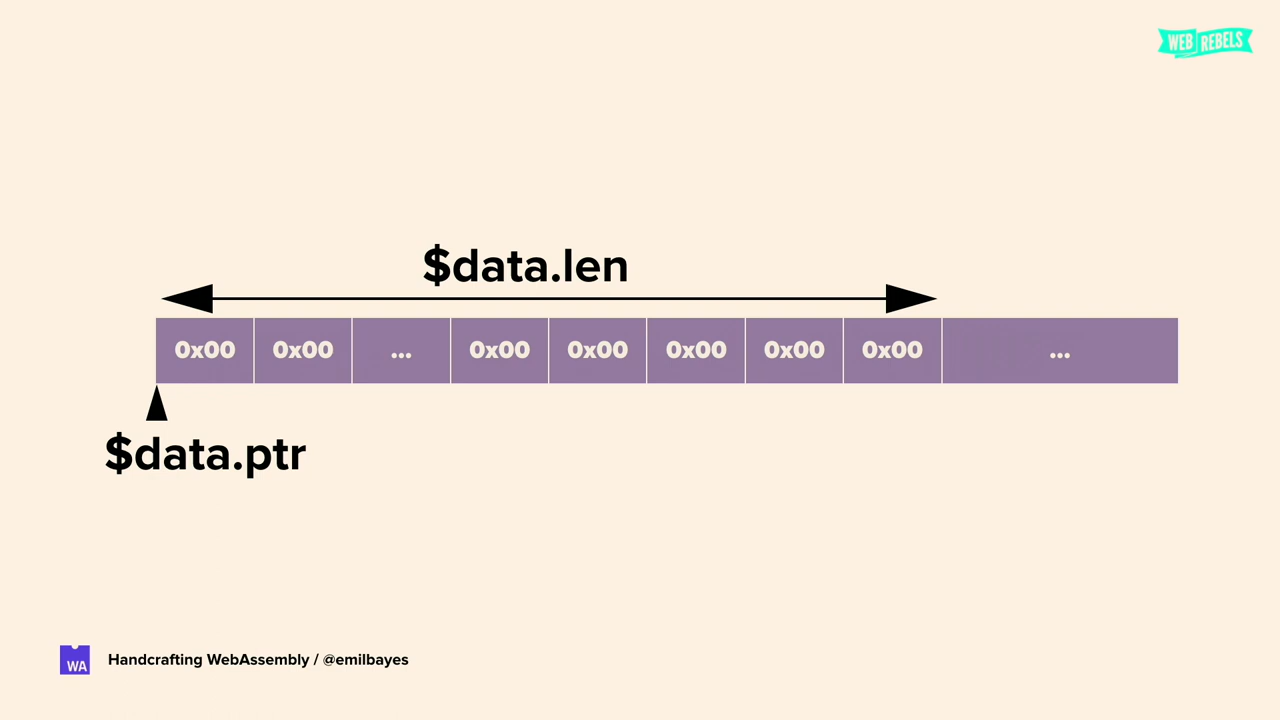 WEB REBELS
$data.len
0x00 0x00 ... 0x00 0x00 0x00 0x00 0x00 ...
$data.ptr
WA Handcrafting WebAssembly / @emilbayes